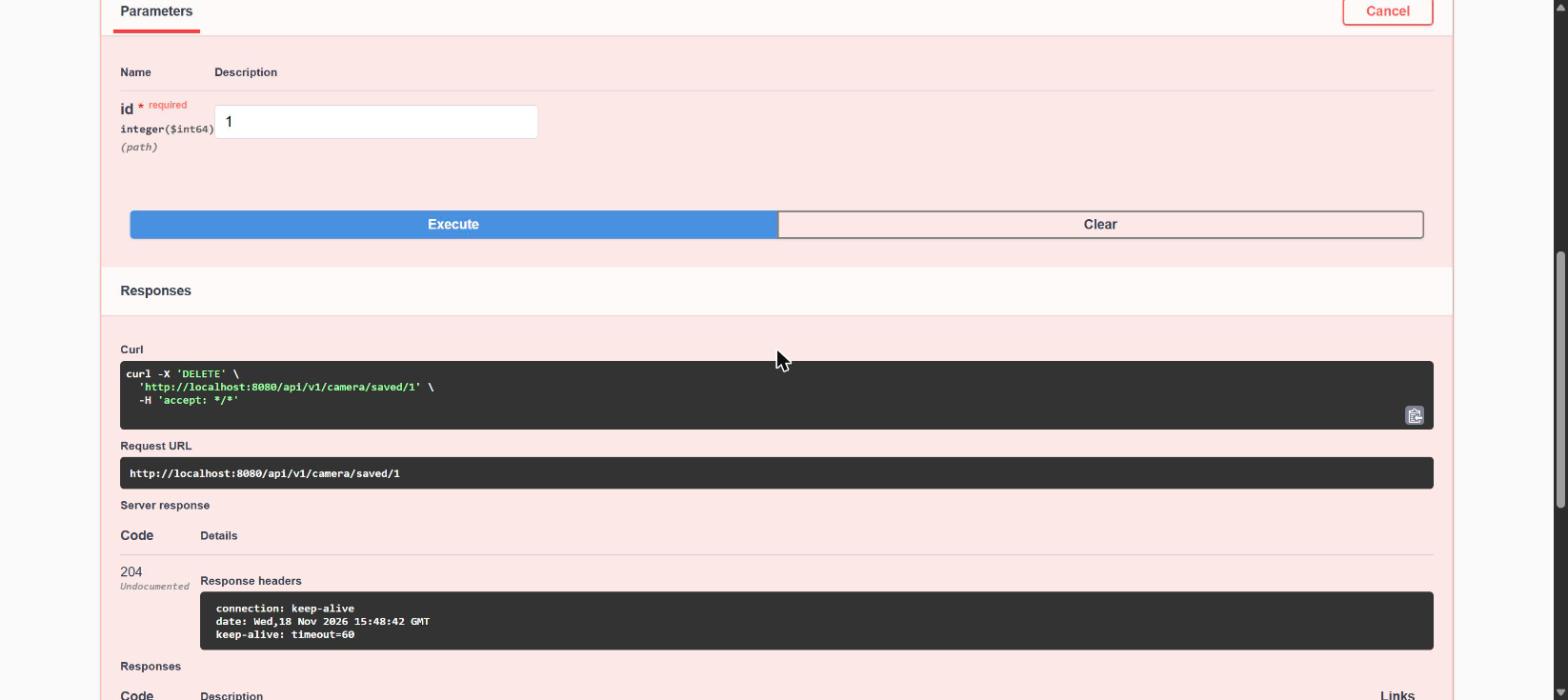 Parameters
Cancel
Name Description
id * required
integer($int64)
(path)
1
Execute
Clear
Responses
Curl
curl -X 'DELETE' \
'http://localhost:8080/api/v1/camera/saved/1' \
-H 'accept: */*'
Request URL
http://localhost:8080/api/v1/camera/saved/1
Server response
Code Details
204
Undocumented
Response headers
connection: keep-alive
date: Wed,18 Nov 2026 15:48:42 GMT
keep-alive: timeout=60
Responses
Code Description Links